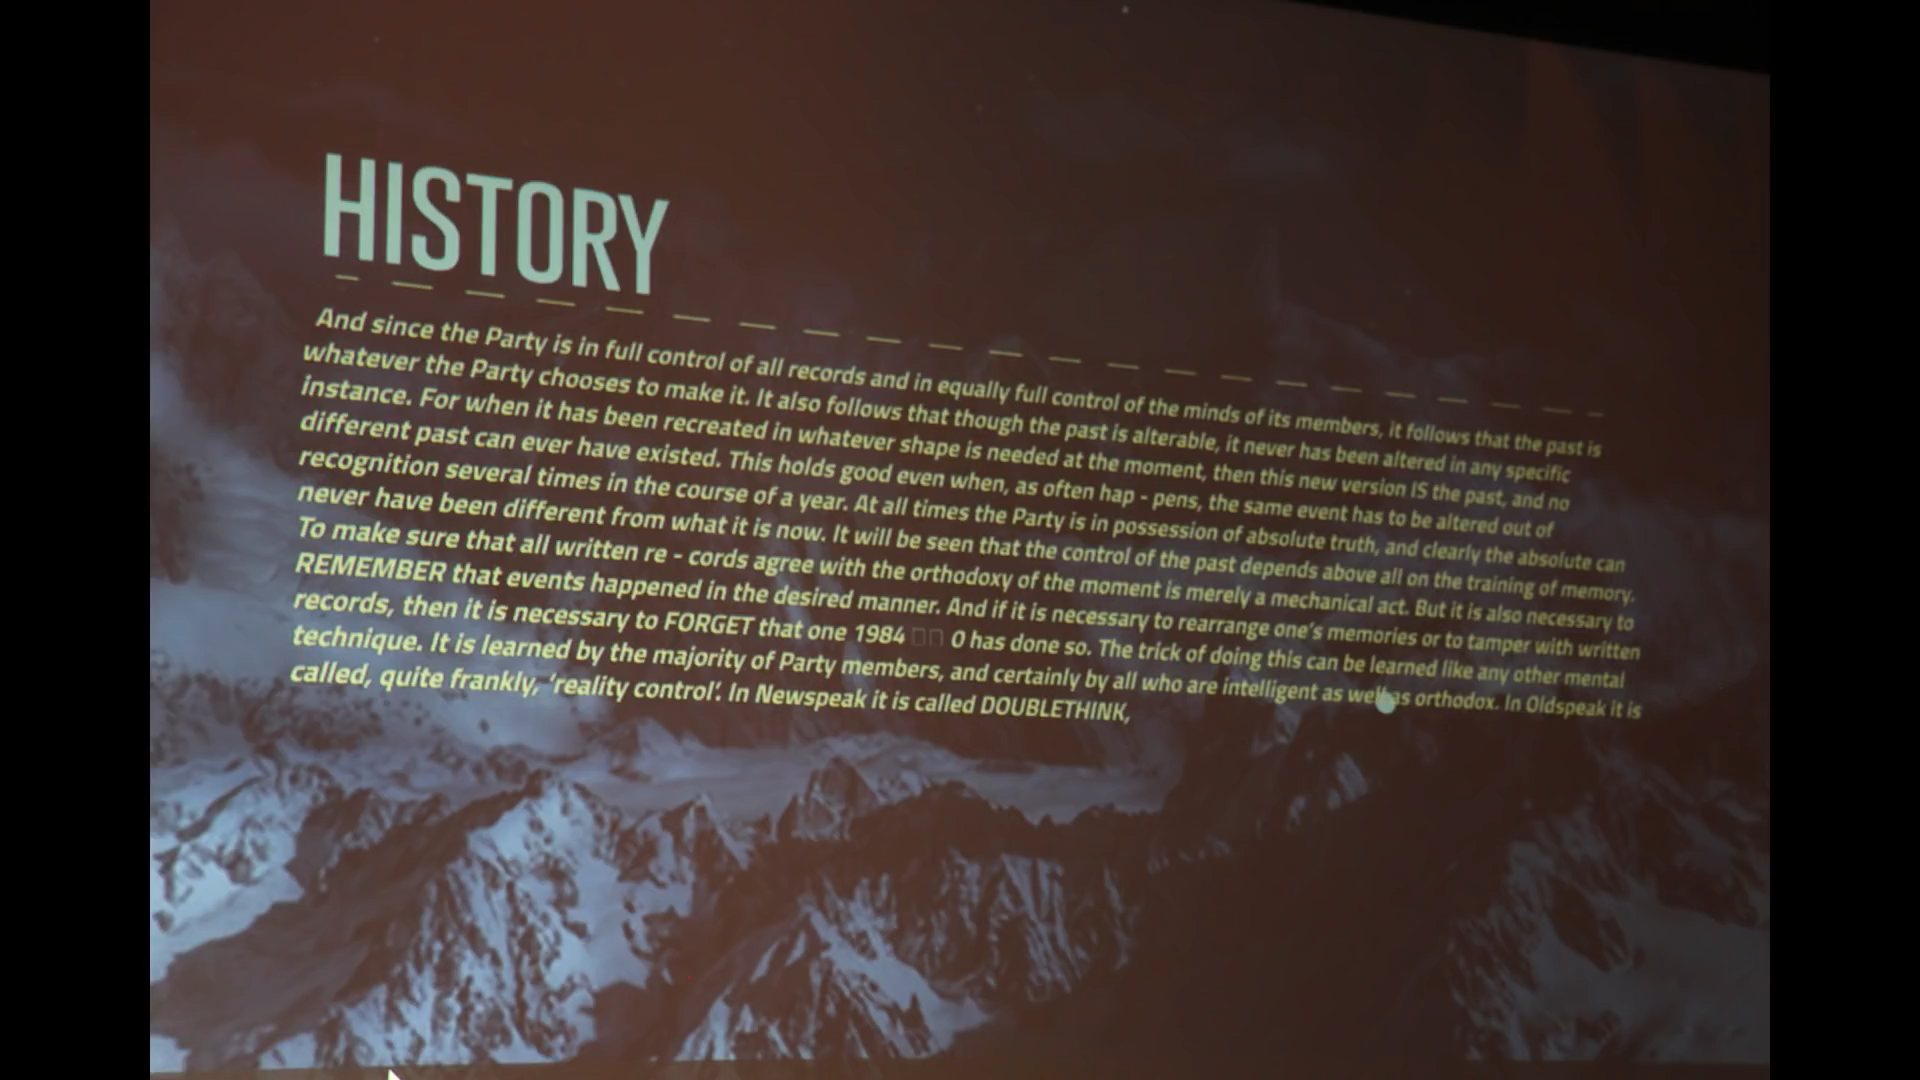 HISTORY
And since the Party is in full control of all records and in equally full control of the minds of its members, it follows that the past is
whatever the Party chooses to make it. It also follows that though the past is alterable, it never has been altered in any specific
instance. For when it has been recreated in whatever shape is needed at the moment, then this new version IS the past, and no
different past can ever have existed. This holds good even when, as often hap - pens, the same event has to be altered out of
recognition several times in the course of a year. At all times the Party is in possession of absolute truth, and clearly the absolute can
never have been different from what it is now. It will be seen that the control of the past depends above all on the training of memory.
To make sure that all written re - cords agree with the orthodoxy of the moment is merely a mechanical act. But it is also necessary to
REMEMBER that events happened in the desired manner. And if it is necessary to rearrange one's memories or to tamper with written
records, then it is necessary to FORGET that one 1984 □□ 0 has done so. The trick of doing this can be learned like any other mental
technique. It is learned by the majority of Party members, and certainly by all who are intelligent as well as orthodox. In Oldspeak it is
called, quite frankly, 'reality control'. In Newspeak it is called DOUBLETHINK,